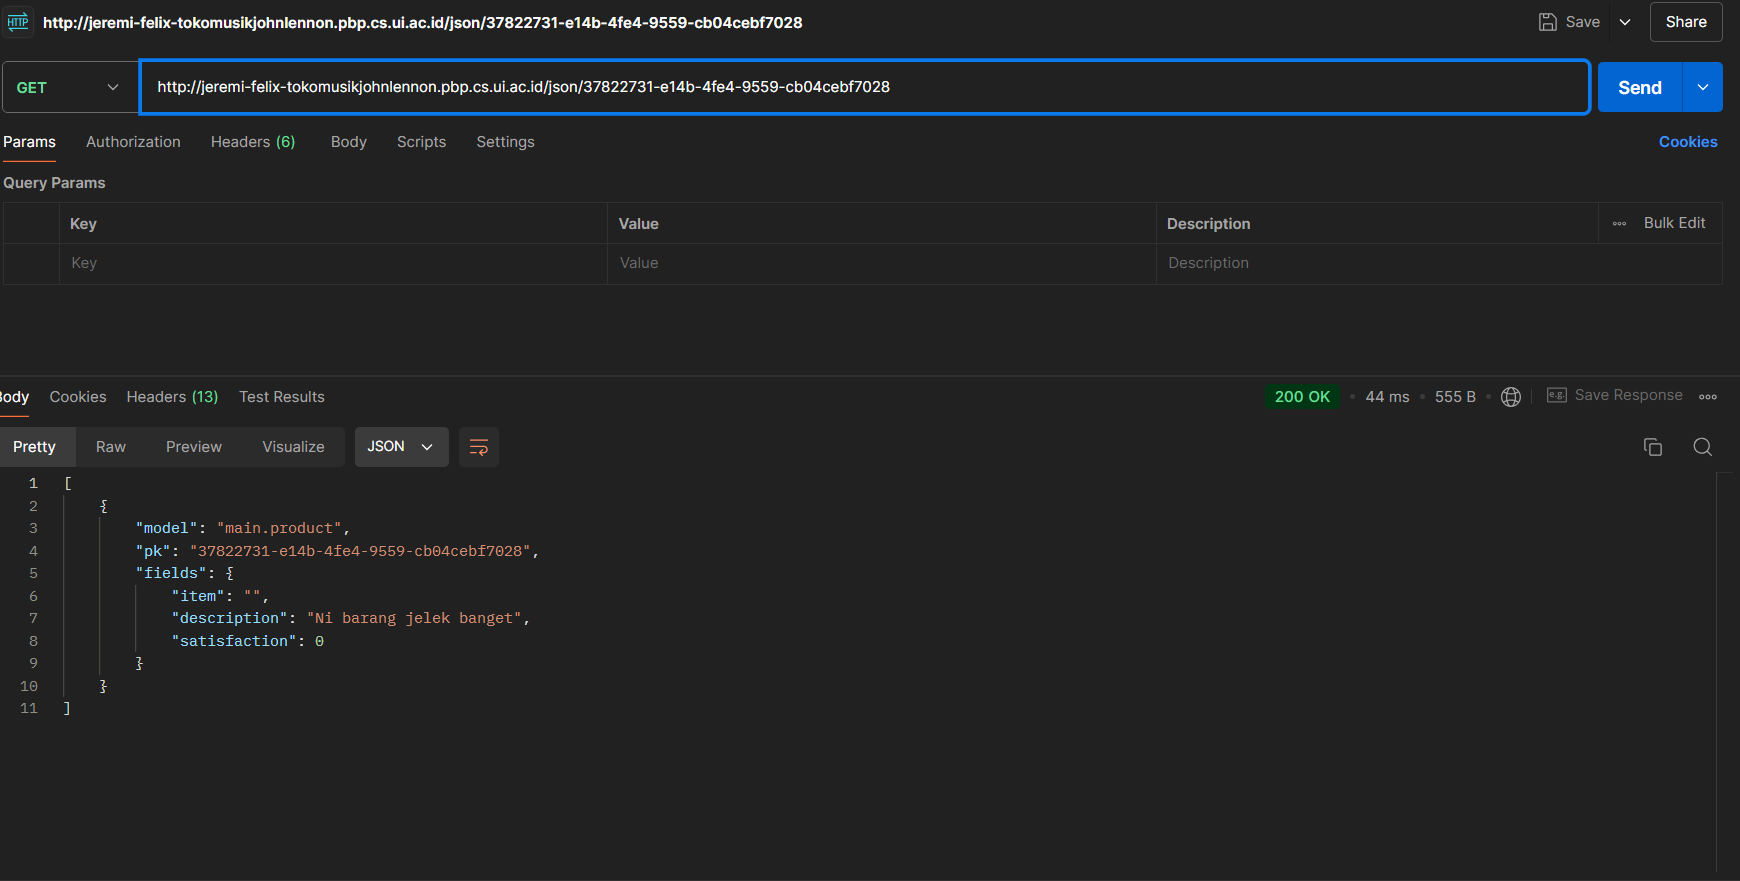 HTTP http://jeremi-felix-tokomusikjohnlennon.pbp.cs.ui.ac.id/json/37822731-e14b-4fe4-9559-cb04cebf7028 Save Share
GET http://jeremi-felix-tokomusikjohnlennon.pbp.cs.ui.ac.id/json/37822731-e14b-4fe4-9559-cb04cebf7028 Send
Params Authorization Headers (6) Body Scripts Settings Cookies
Query Params
Key Value Description Bulk Edit
Key Value Description
Body Cookies Headers (13) Test Results 200 OK • 44 ms • 555 B • e.g. Save Response
Pretty Raw Preview Visualize JSON
1 [
2 {
3 "model": "main.product",
4 "pk": "37822731-e14b-4fe4-9559-cb04cebf7028",
5 "fields": {
6 "item": "",
7 "description": "Ni barang jelek banget",
8 "satisfaction": 0
9 }
10 }
11 ]